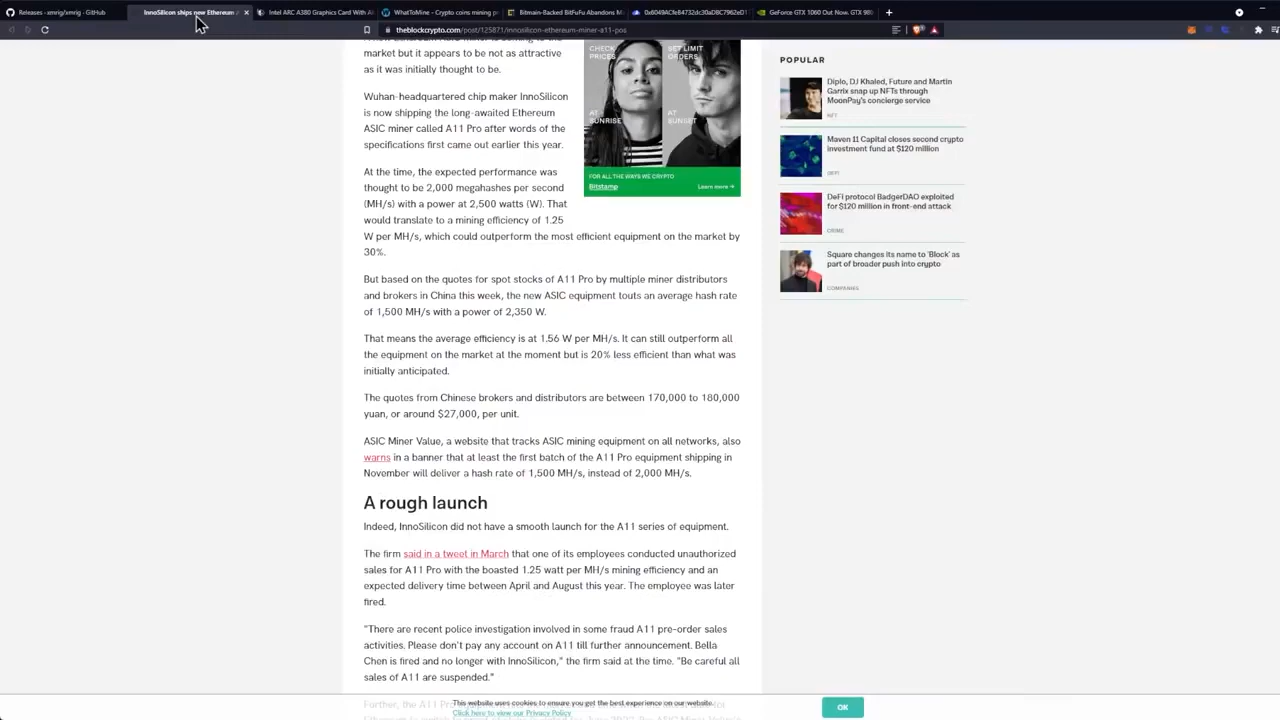 Releases · xmrig/xmrig · GitHub
InnoSilicon ships new Ethereum
Intel ARC A380 Graphics Card With A
WhatToMine - Crypto coins mining p
Bitmain-Backed BitFuFu Abandons M
0x6049ACfe84732dc30aDBC7962eD1
GeForce GTX 1060 Out Now. GTX 980
theblockcrypto.com/post/125871/innosilicon-ethereum-miner-a11-pos
market but it appears to be not as attractive
as it was initially thought to be.
Wuhan-headquartered chip maker InnoSilicon
is now shipping the long-awaited Ethereum
ASIC miner called A11 Pro after words of the
specifications first came out earlier this year.
At the time, the expected performance was
thought to be 2,000 megahashes per second
(MH/s) with a power at 2,500 watts (W). That
would translate to a mining efficiency of 1.25
W per MH/s, which could outperform the most efficient equipment on the market by
30%.
But based on the quotes for spot stocks of A11 Pro by multiple miner distributors
and brokers in China this week, the new ASIC equipment touts an average hash rate
of 1,500 MH/s with a power of 2,350 W.
That means the average efficiency is at 1.56 W per MH/s. It can still outperform all
the equipment on the market at the moment but is 20% less efficient than what was
initially anticipated.
The quotes from Chinese brokers and distributors are between 170,000 to 180,000
yuan, or around $27,000, per unit.
ASIC Miner Value, a website that tracks ASIC mining equipment on all networks, also
warns in a banner that at least the first batch of the A11 Pro equipment shipping in
November will deliver a hash rate of 1,500 MH/s, instead of 2,000 MH/s.
A rough launch
Indeed, InnoSilicon did not have a smooth launch for the A11 series of equipment.
The firm said in a tweet in March that one of its employees conducted unauthorized
sales for A11 Pro with the boasted 1.25 watt per MH/s mining efficiency and an
expected delivery time between April and August this year. The employee was later
fired.
"There are recent police investigation involved in some fraud A11 pre-order sales
activities. Please don't pay any account on A11 till further announcement. Bella
Chen is fired and no longer with InnoSilicon," the firm said at the time. "Be careful all
sales of A11 are suspended."
CHECK
PRICES
SET LIMIT
ORDERS
AT
SUNRISE
AT
SUNSET
FOR ALL THE WAYS WE CRYPTO
Bitstamp
Learn more →
POPULAR
Diplo, DJ Khaled, Future and Martin
Garrix snap up NFTs through
MoonPay's concierge service
NFT
Maven 11 Capital closes second crypto
investment fund at $120 million
DEFI
DeFi protocol BadgerDAO exploited
for $120 million in front-end attack
CRIME
Square changes its name to 'Block' as
part of broader push into crypto
COMPANIES
This website uses cookies to ensure you get the best experience on our website.
Click here to view our Privacy Policy
OK